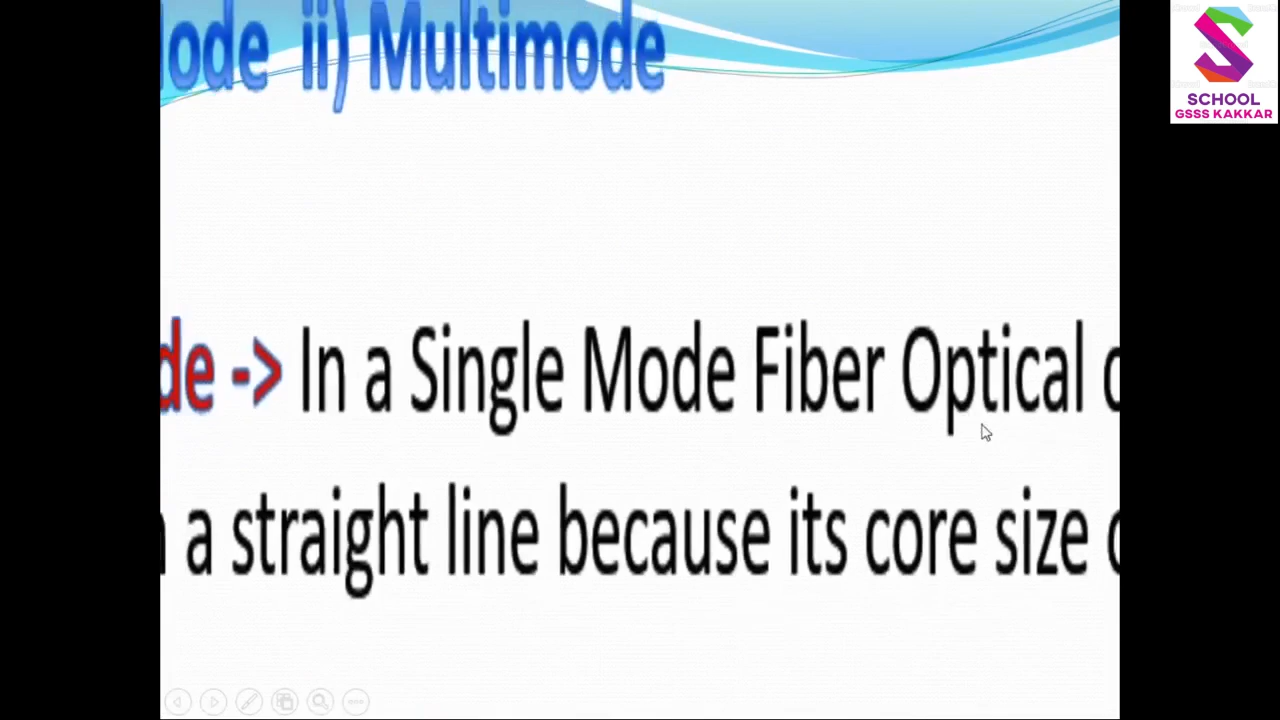 ode ii) Multimode
SCHOOL
GSSS KAKKAR
de -> In a Single Mode Fiber Optical
a straight line because its core size